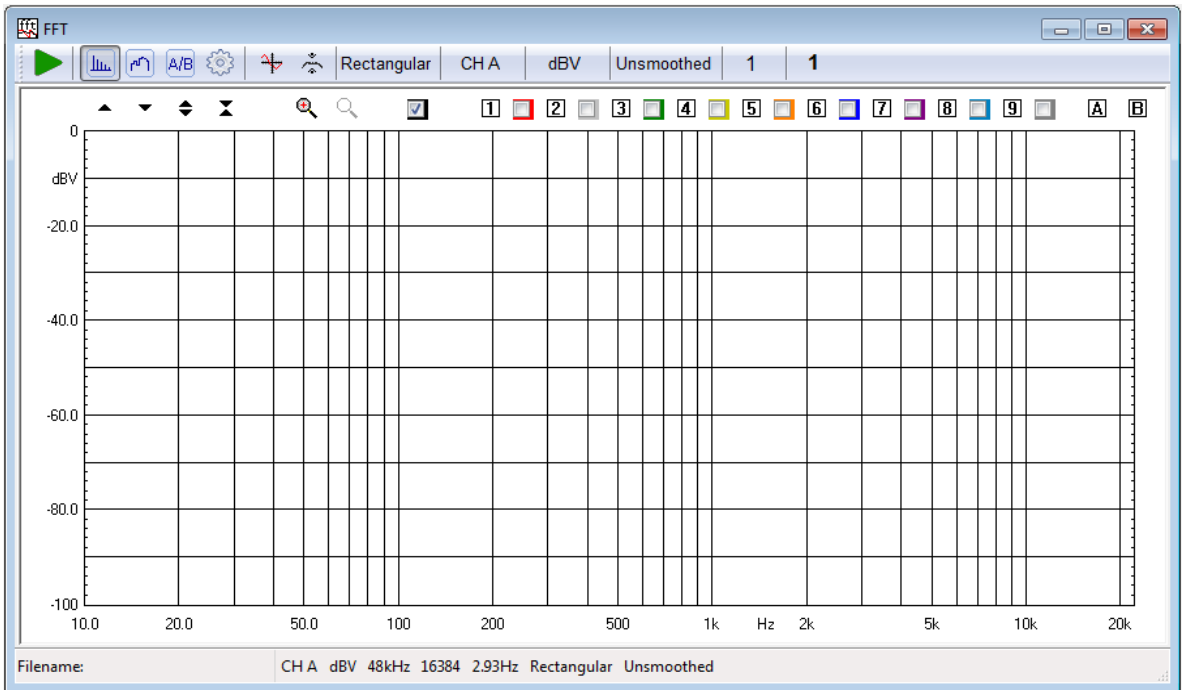 FFT
A/B Rectangular CH A dBV Unsmoothed 1 1
1 2 3 4 5 6 7 8 9 A B
0
dBV
-20.0
-40.0
-60.0
-80.0
-100
10.0 20.0 50.0 100 200 500 1k Hz 2k 5k 10k 20k
Filename: CH A dBV 48kHz 16384 2.93Hz Rectangular Unsmoothed